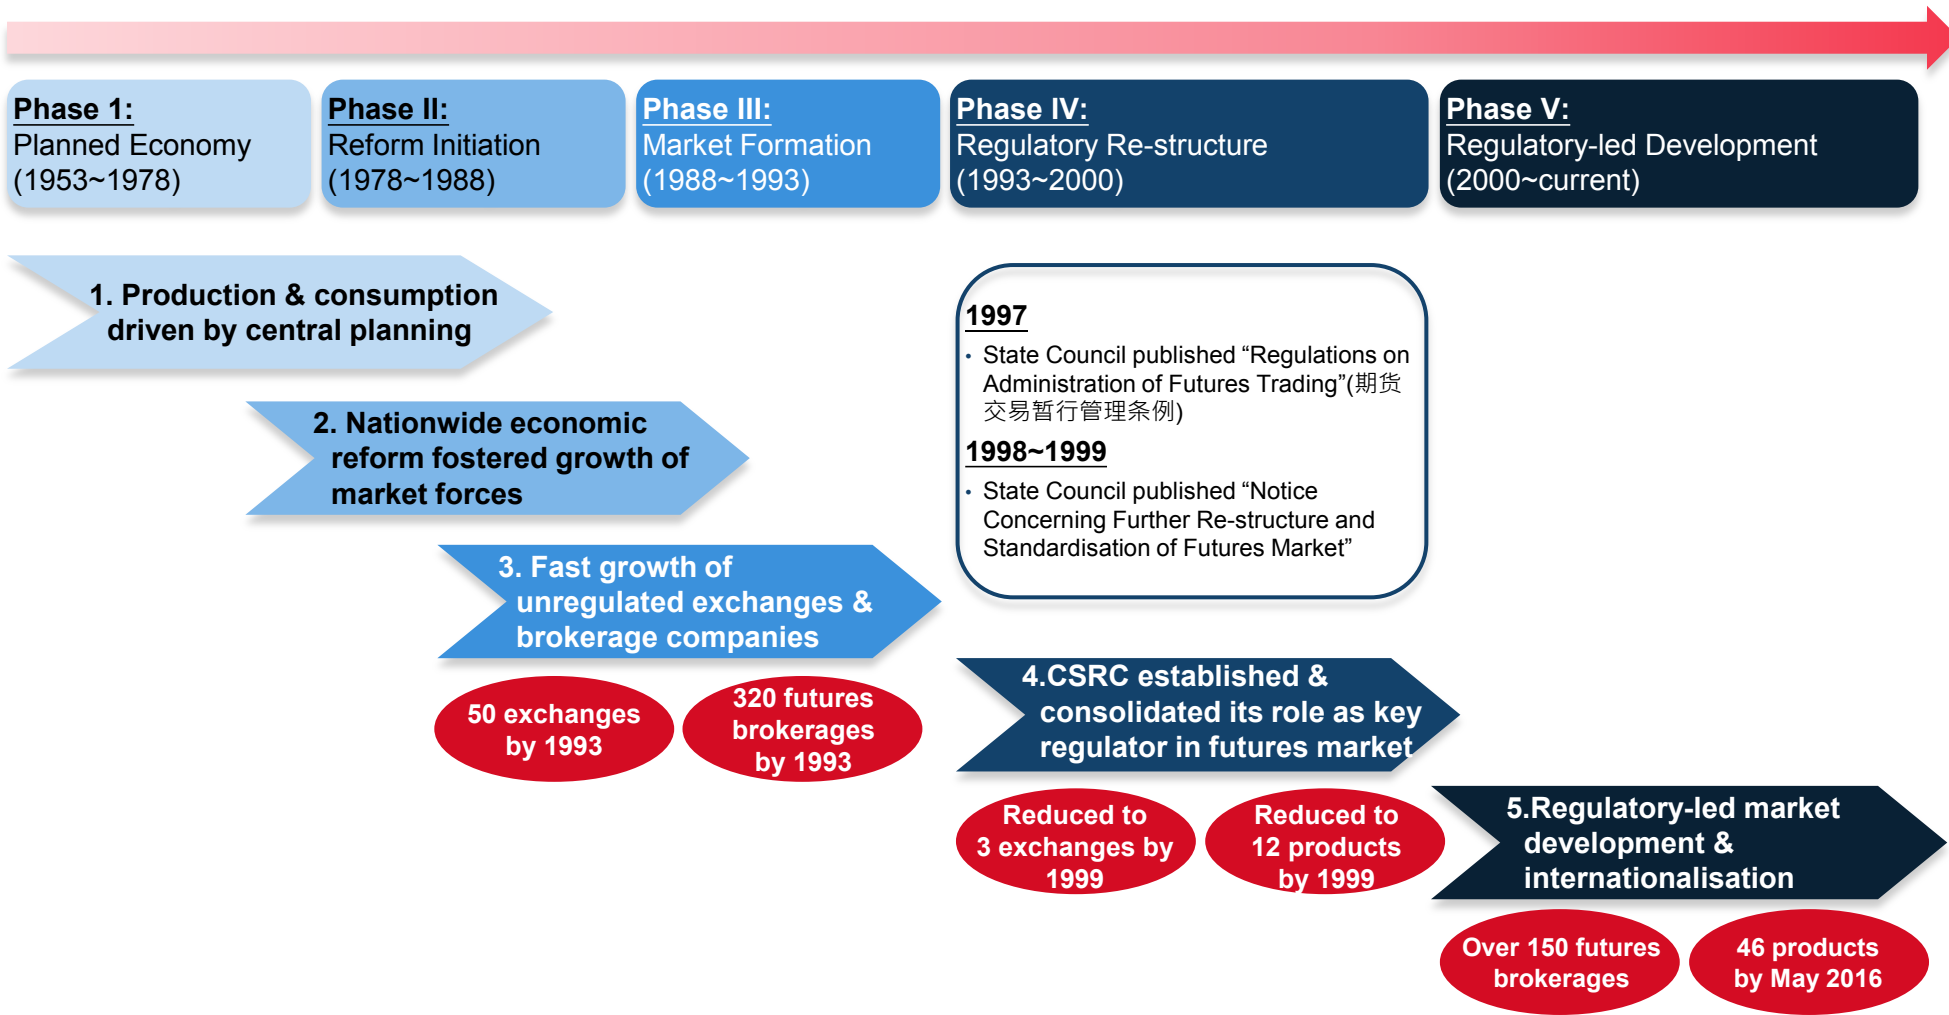 Phase 1:
Planned Economy
(1953~1978)
Phase II:
Reform Initiation
(1978~1988)
Phase III:
Market Formation
(1988~1993)
Phase IV:
Regulatory Re-structure
(1993~2000)
Phase V:
Regulatory-led Development
(2000~current)
1. Production & consumption
driven by central planning
2. Nationwide economic
reform fostered growth of
market forces
3. Fast growth of
unregulated exchanges &
brokerage companies
50 exchanges
by 1993
320 futures
brokerages
by 1993
1997
• State Council published “Regulations on
Administration of Futures Trading”(期货
交易暂行管理条例)
1998~1999
• State Council published “Notice
Concerning Further Re-structure and
Standardisation of Futures Market”
4.CSRC established &
consolidated its role as key
regulator in futures market
Reduced to
3 exchanges by
1999
Reduced to
12 products
by 1999
5.Regulatory-led market
development &
internationalisation
Over 150 futures
brokerages
46 products
by May 2016